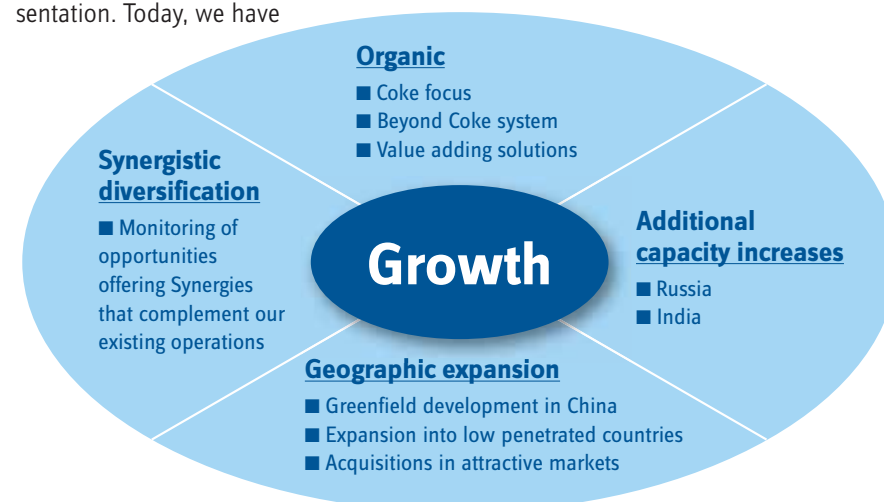 sentation. Today, we have
Organic
■ Coke focus
■ Beyond Coke system
■ Value adding solutions
Synergistic
diversification
■ Monitoring of
opportunities
offering Synergies
that complement our
existing operations
Growth
Additional
capacity increases
■ Russia
■ India
Geographic expansion
■ Greenfield development in China
■ Expansion into low penetrated countries
■ Acquisitions in attractive markets